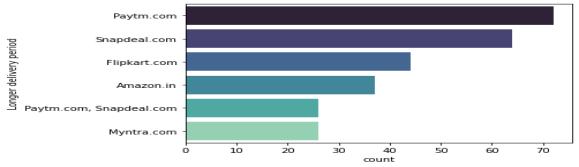 Longer delivery period
Paytm.com
Snapdeal.com
Flipkart.com
Amazon.in
Paytm.com, Snapdeal.com
Myntra.com
0 10 20 30 40 50 60 70
count